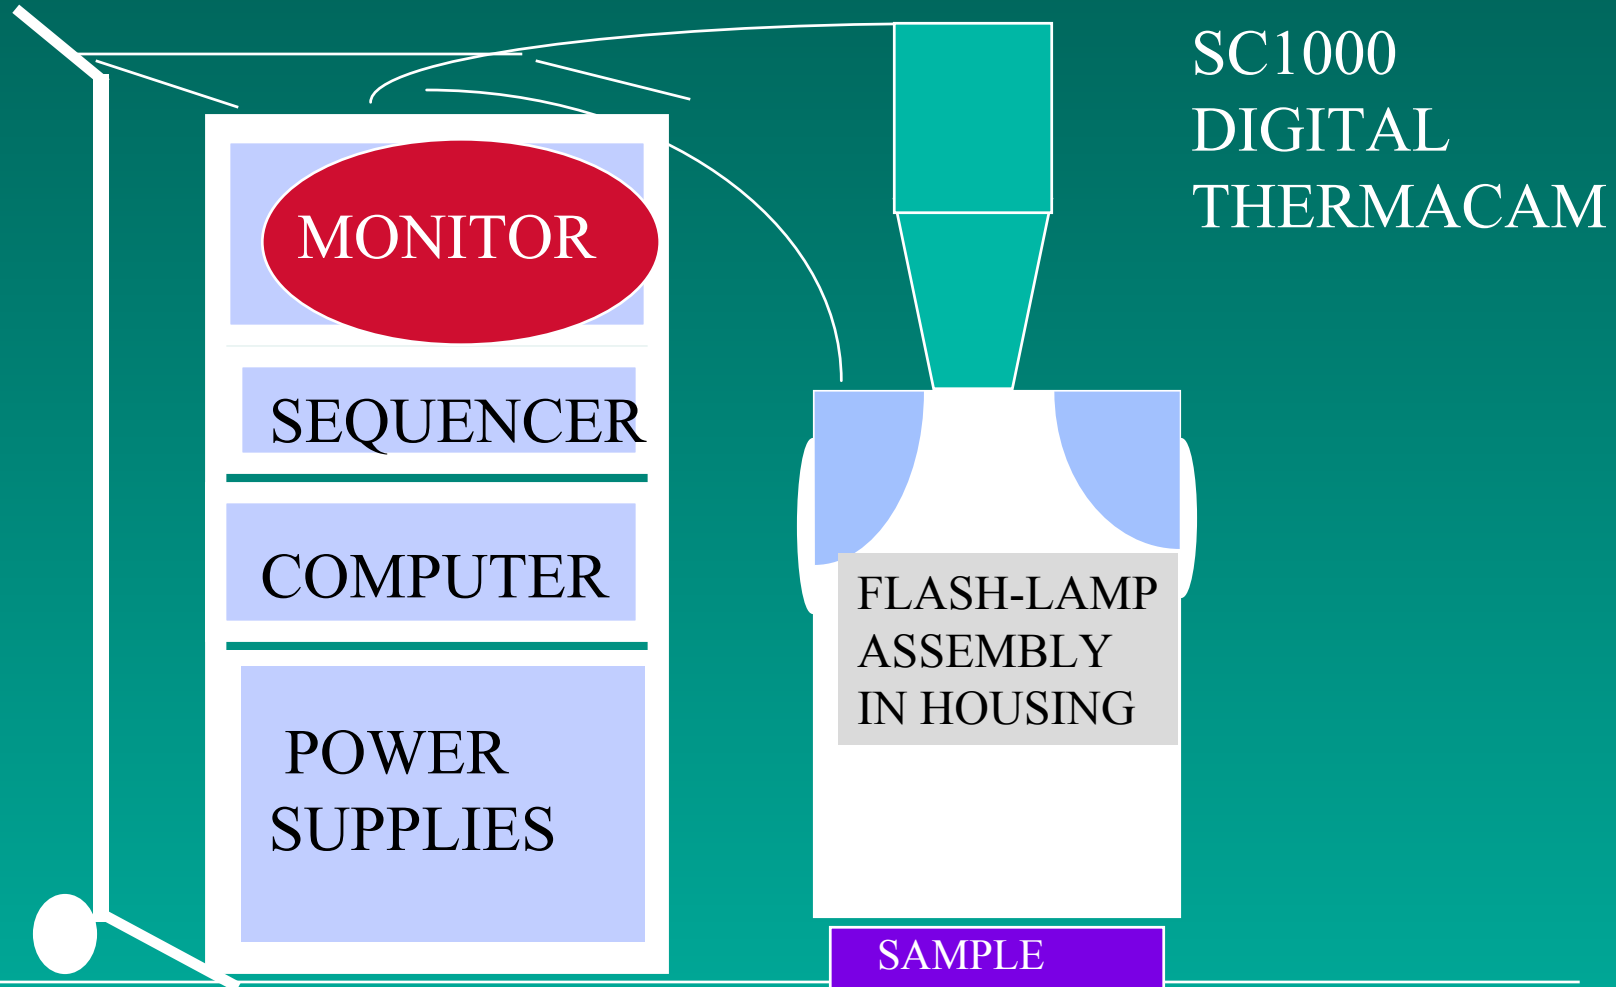 SC1000
DIGITAL
THERMACAM
MONITOR
SEQUENCER
COMPUTER
POWER
SUPPLIES
FLASH-LAMP
ASSEMBLY
IN HOUSING
SAMPLE